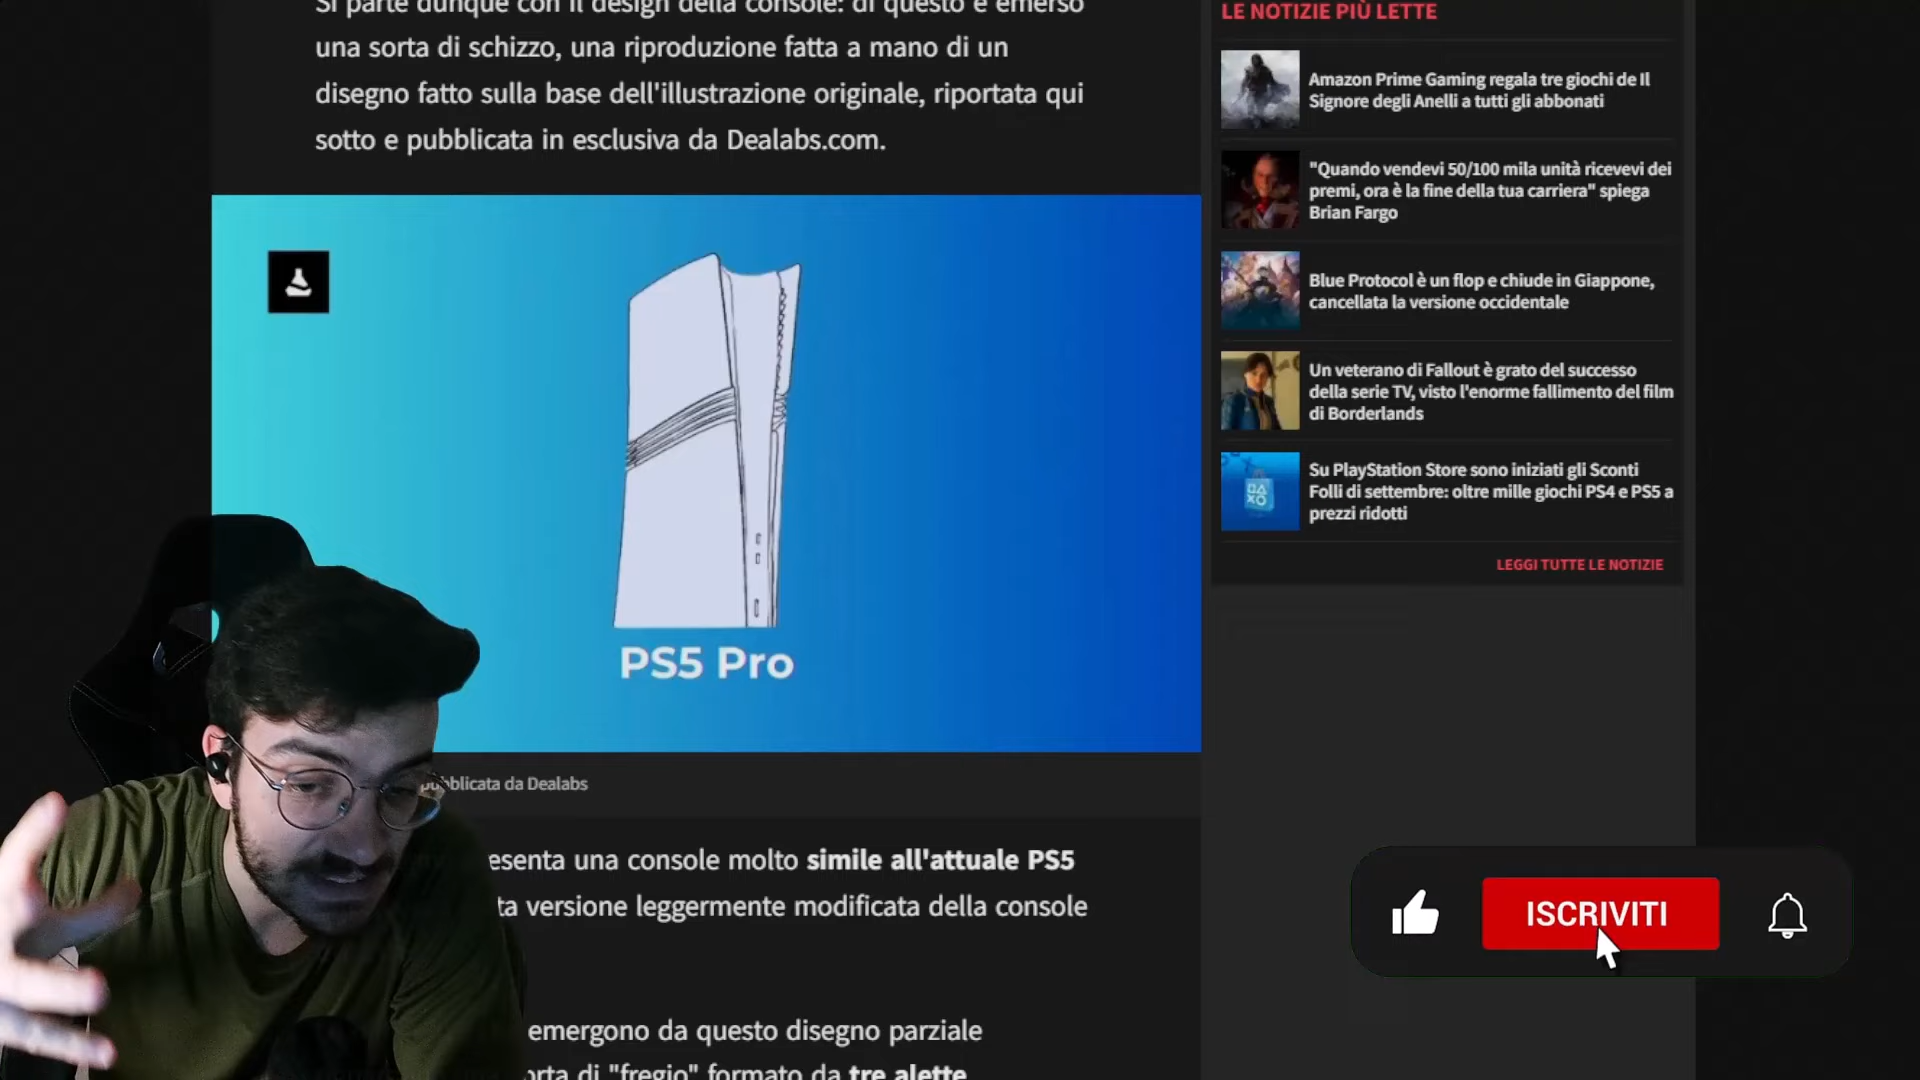 Si parte dunque con il design della console: di questo è emerso
una sorta di schizzo, una riproduzione fatta a mano di un
disegno fatto sulla base dell'illustrazione originale, riportata qui
sotto e pubblicata in esclusiva da Dealabs.com.
PS5 Pro
pubblicata da Dealabs
esenta una console molto simile all'attuale PS5
ta versione leggermente modificata della console
emergono da questo disegno parziale
orta di "fregio" formato da tre alette
LE NOTIZIE PIÙ LETTE
Amazon Prime Gaming regala tre giochi de Il
Signore degli Anelli a tutti gli abbonati
"Quando vendevi 50/100 mila unità ricevevi dei
premi, ora è la fine della tua carriera" spiega
Brian Fargo
Blue Protocol è un flop e chiude in Giappone,
cancellata la versione occidentale
Un veterano di Fallout è grato del successo
della serie TV, visto l'enorme fallimento del film
di Borderlands
Su PlayStation Store sono iniziati gli Sconti
Folli di settembre: oltre mille giochi PS4 e PS5 a
prezzi ridotti
LEGGI TUTTE LE NOTIZIE
ISCRIVITI